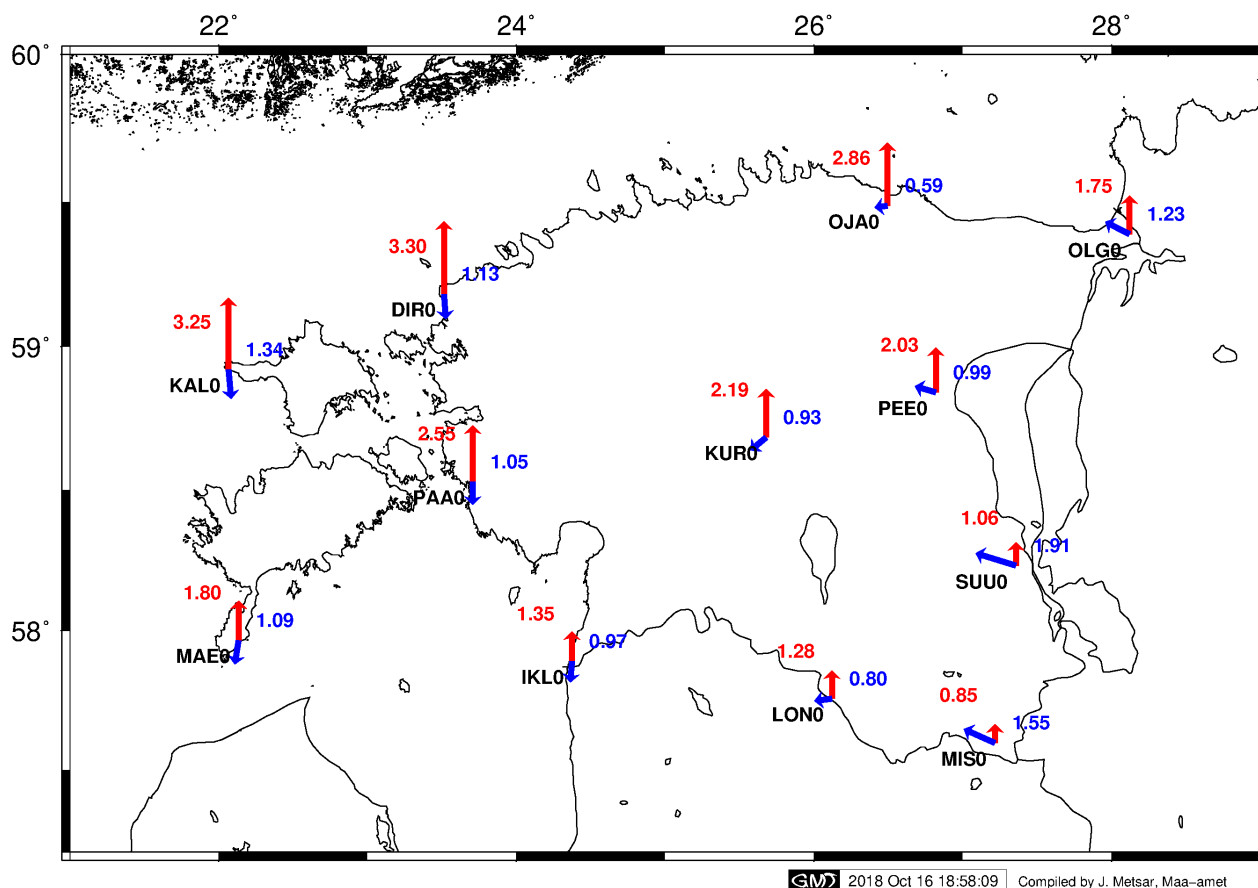 22˚ 24˚ 26˚ 28˚
60˚
2.86
0.59
OJA0
1.75
1.23
OLG0
3.30
1.13
DIR0
3.25
1.34
KAL0
59˚
2.03
0.99
PEE0
2.19
0.93
KUR0
2.55
1.05
PAA0
1.06
1.91
SUU0
1.80
1.09
MAE0
58˚
1.35
0.97
IKL0
1.28
0.80
LON0
0.85
1.55
MIS0
GMD 2018 Oct 16 18:58:09 Compiled by J. Metsar, Maa−amet